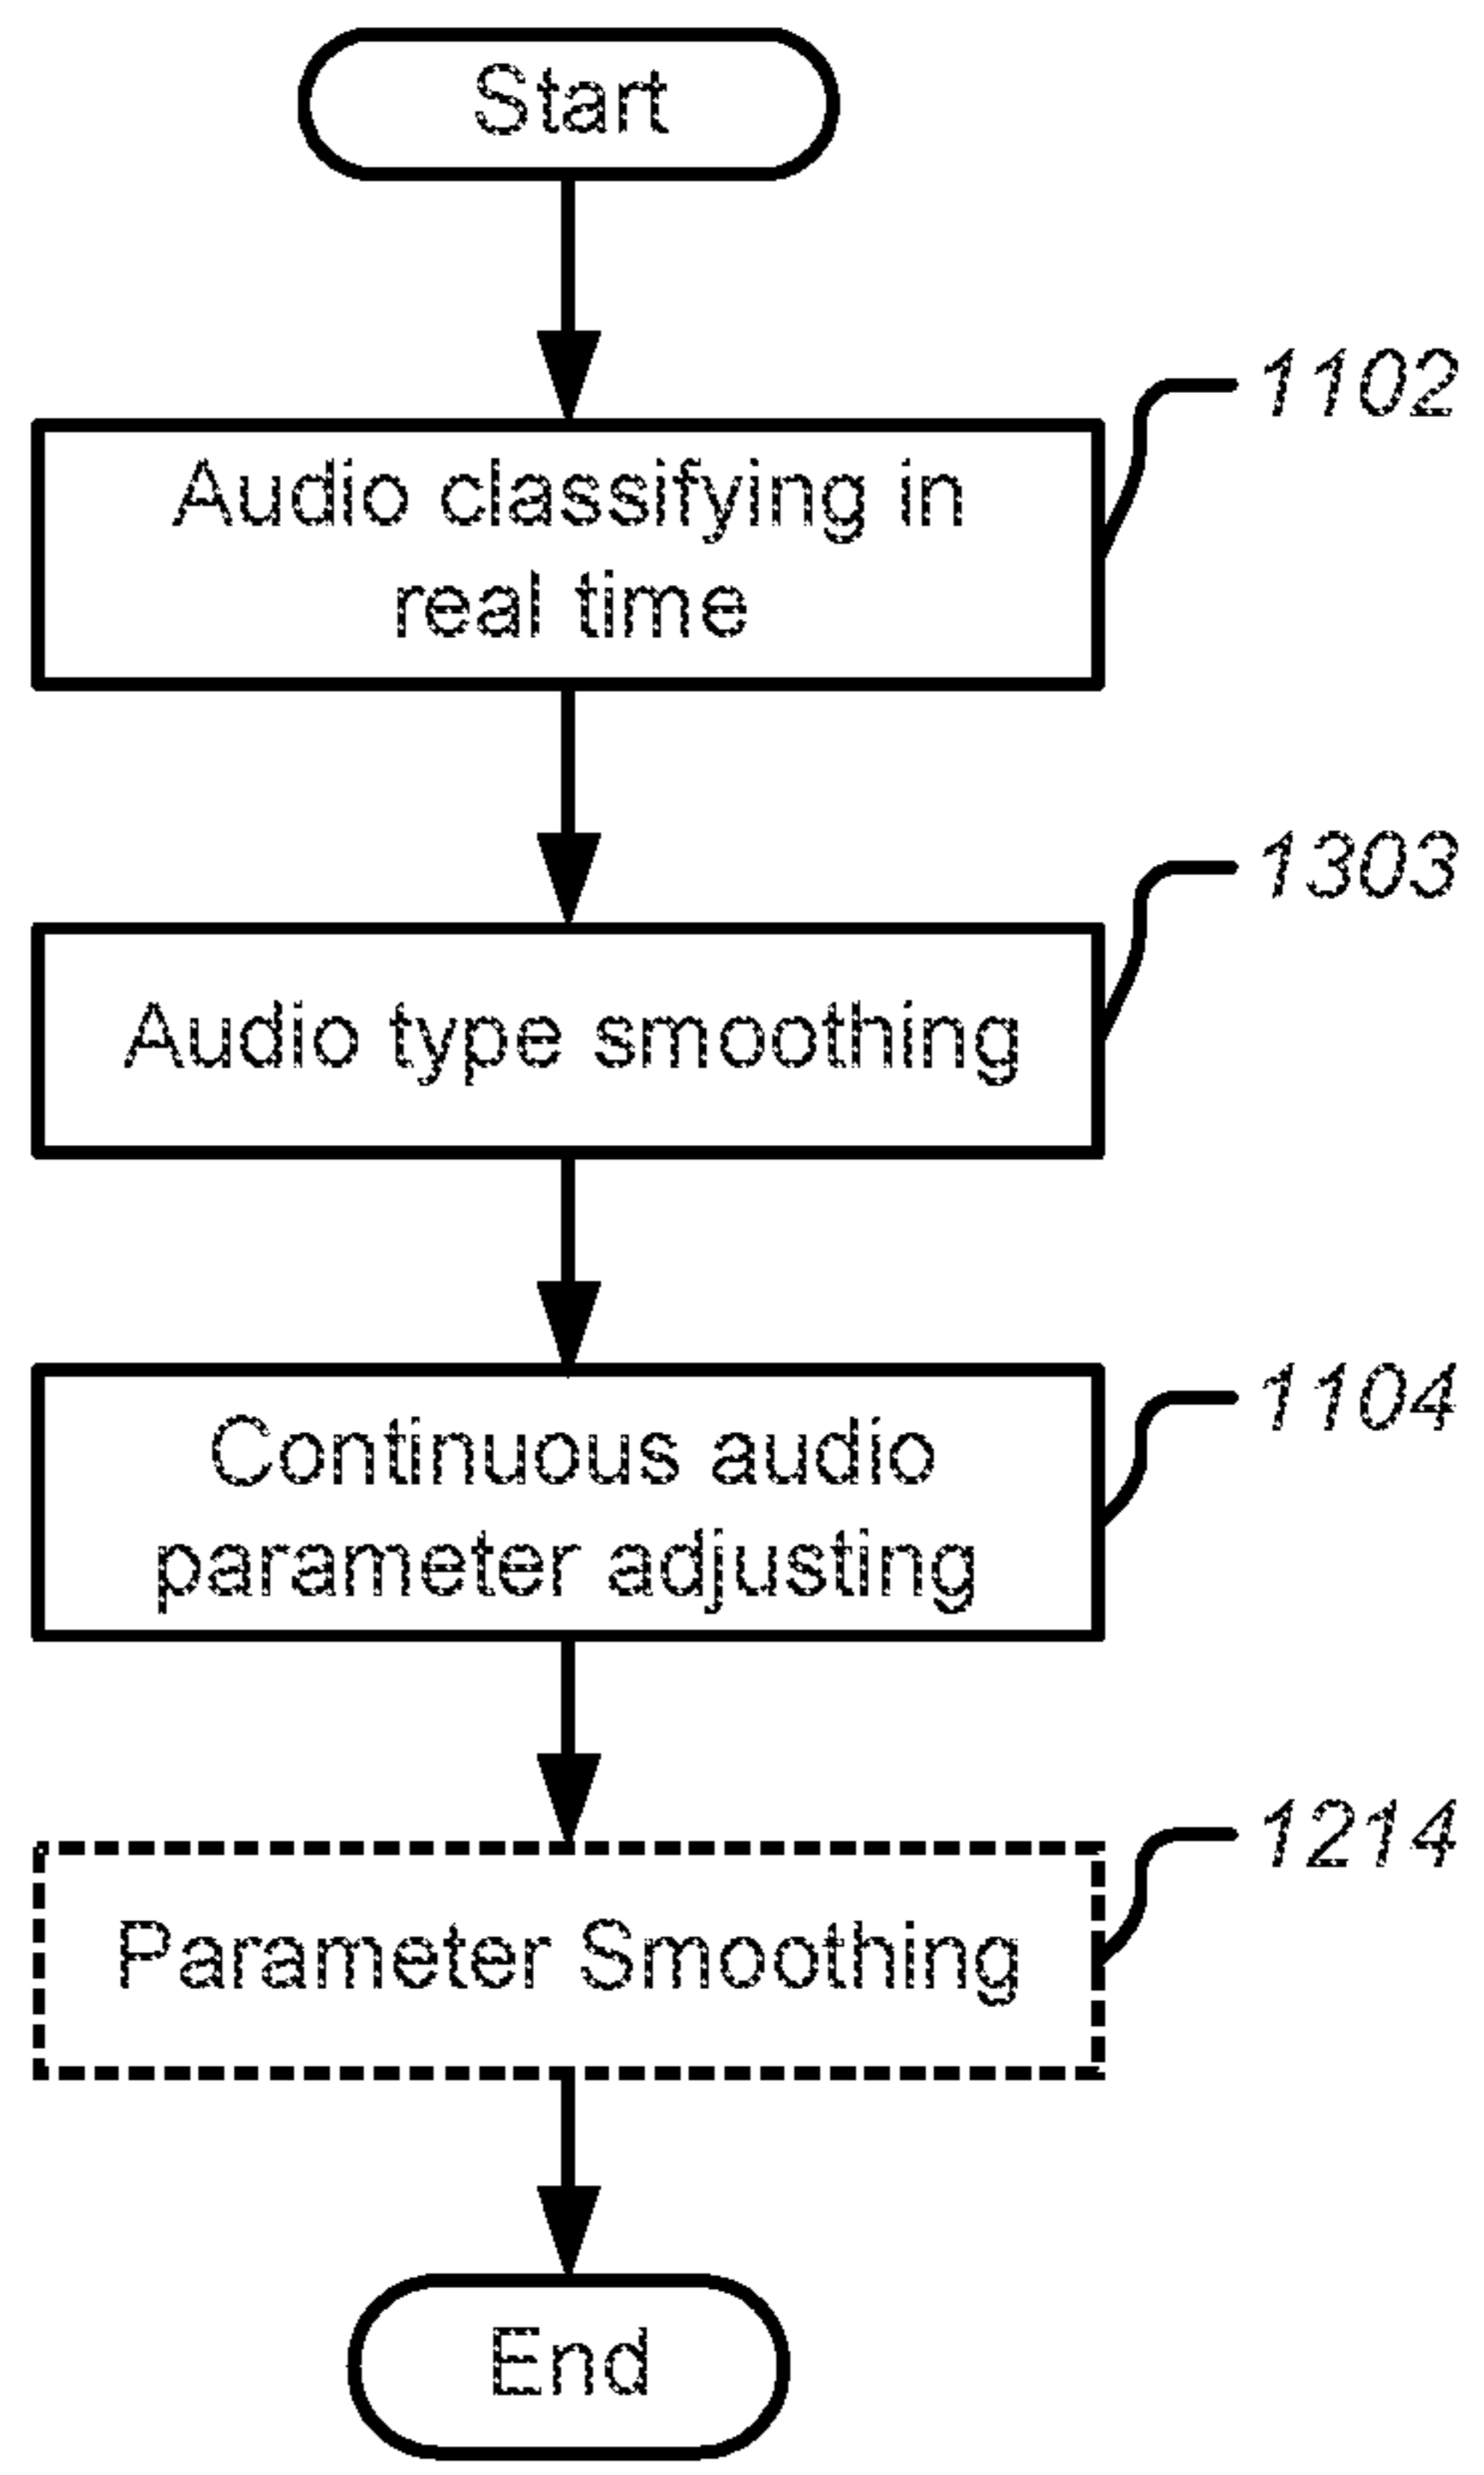 Start
1102
Audio classifying in
real time
1303
Audio type smoothing
1104
Continuous audio
parameter adjusting
1214
Parameter Smoothing
End